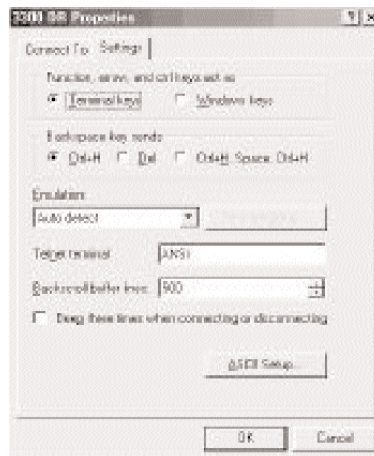 3300 DR Properties
Connect To Settings
Function, arrow, and ctrl keys act as
Terminal keys Windows keys
Backspace key sends
Ctrl+H Del Ctrl+H, Space, Ctrl+H
Emulation:
Auto detect
Telnet terminal ANSI
Backscroll buffer lines: 500
Beep three times when connecting or disconnecting
ASCII Setup...
OK Cancel